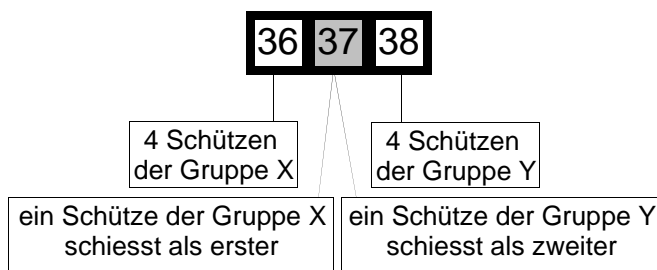 36 37 38
4 Schützen
der Gruppe X
4 Schützen
der Gruppe Y
ein Schütze der Gruppe X
schiesst als erster
ein Schütze der Gruppe Y
schiesst als zweiter